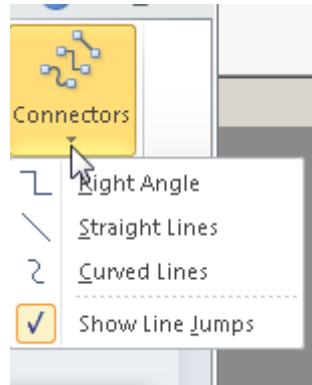 Connectors
Right Angle
Straight Lines
Curved Lines
Show Line Jumps